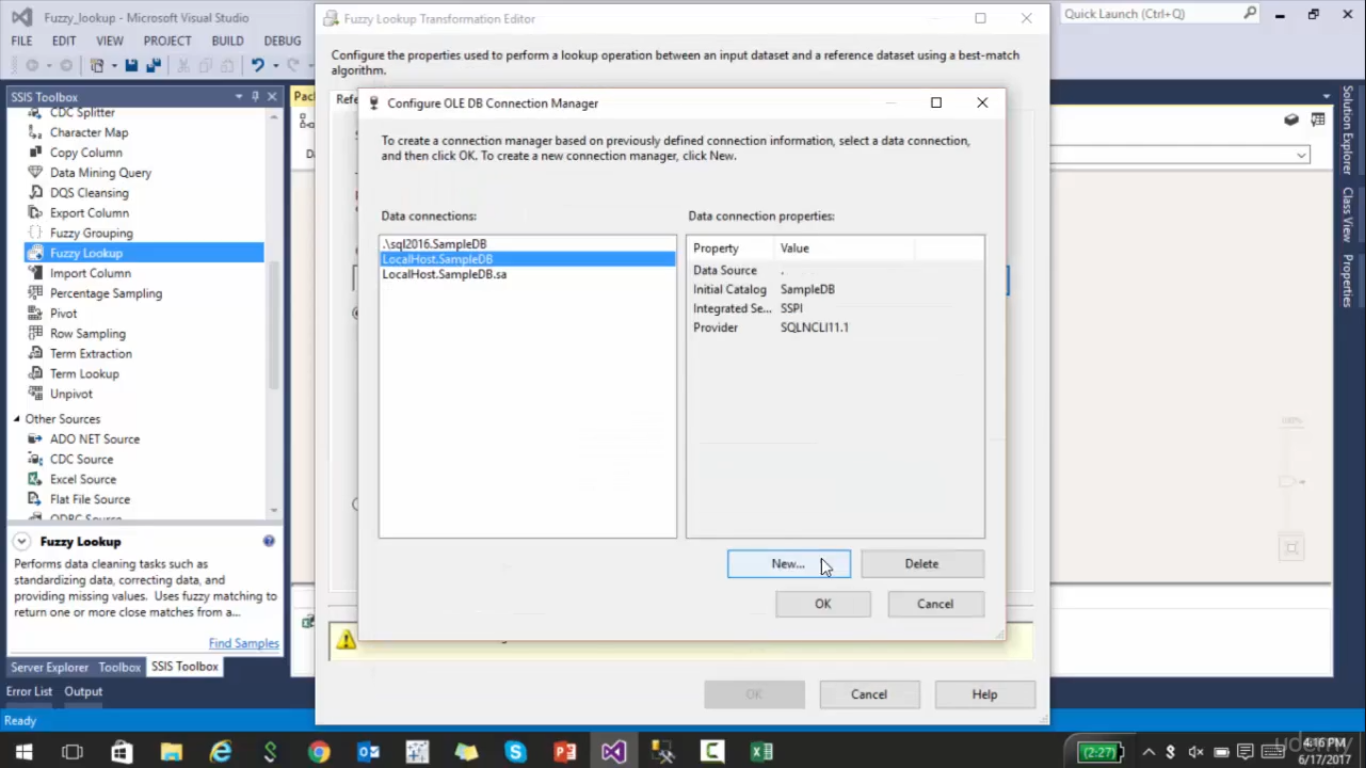 Fuzzy_lookup - Microsoft Visual Studio
Quick Launch (Ctrl+Q)
FILE EDIT VIEW PROJECT BUILD DEBUG
Fuzzy Lookup Transformation Editor
Configure the properties used to perform a lookup operation between an input dataset and a reference dataset using a best-match
algorithm.
SSIS Toolbox
CDC Splitter
Character Map
Copy Column
Data Mining Query
DQS Cleansing
Export Column
Fuzzy Grouping
Fuzzy Lookup
Import Column
Percentage Sampling
Pivot
Row Sampling
Term Extraction
Term Lookup
Unpivot
Other Sources
ADO NET Source
CDC Source
Excel Source
Flat File Source
ODBC Source
Fuzzy Lookup
Performs data cleaning tasks such as
standardizing data, correcting data, and
providing missing values. Uses fuzzy matching to
return one or more close matches from a...
Find Samples
Server Explorer Toolbox SSIS Toolbox
Error List Output
Ready
Configure OLE DB Connection Manager
To create a connection manager based on previously defined connection information, select a data connection,
and then click OK. To create a new connection manager, click New.
Data connections:
.\sql2016.SampleDB
LocalHost.SampleDB
LocalHost.SampleDB.sa
Data connection properties:
Property Value
Data Source .
Initial Catalog SampleDB
Integrated Se... SSPI
Provider SQLNCLI11.1
New... Delete
OK Cancel
OK Cancel Help
Solution Explorer
Class View
Properties
100%
(2:27)
udemy
4:16 PM
6/17/2017